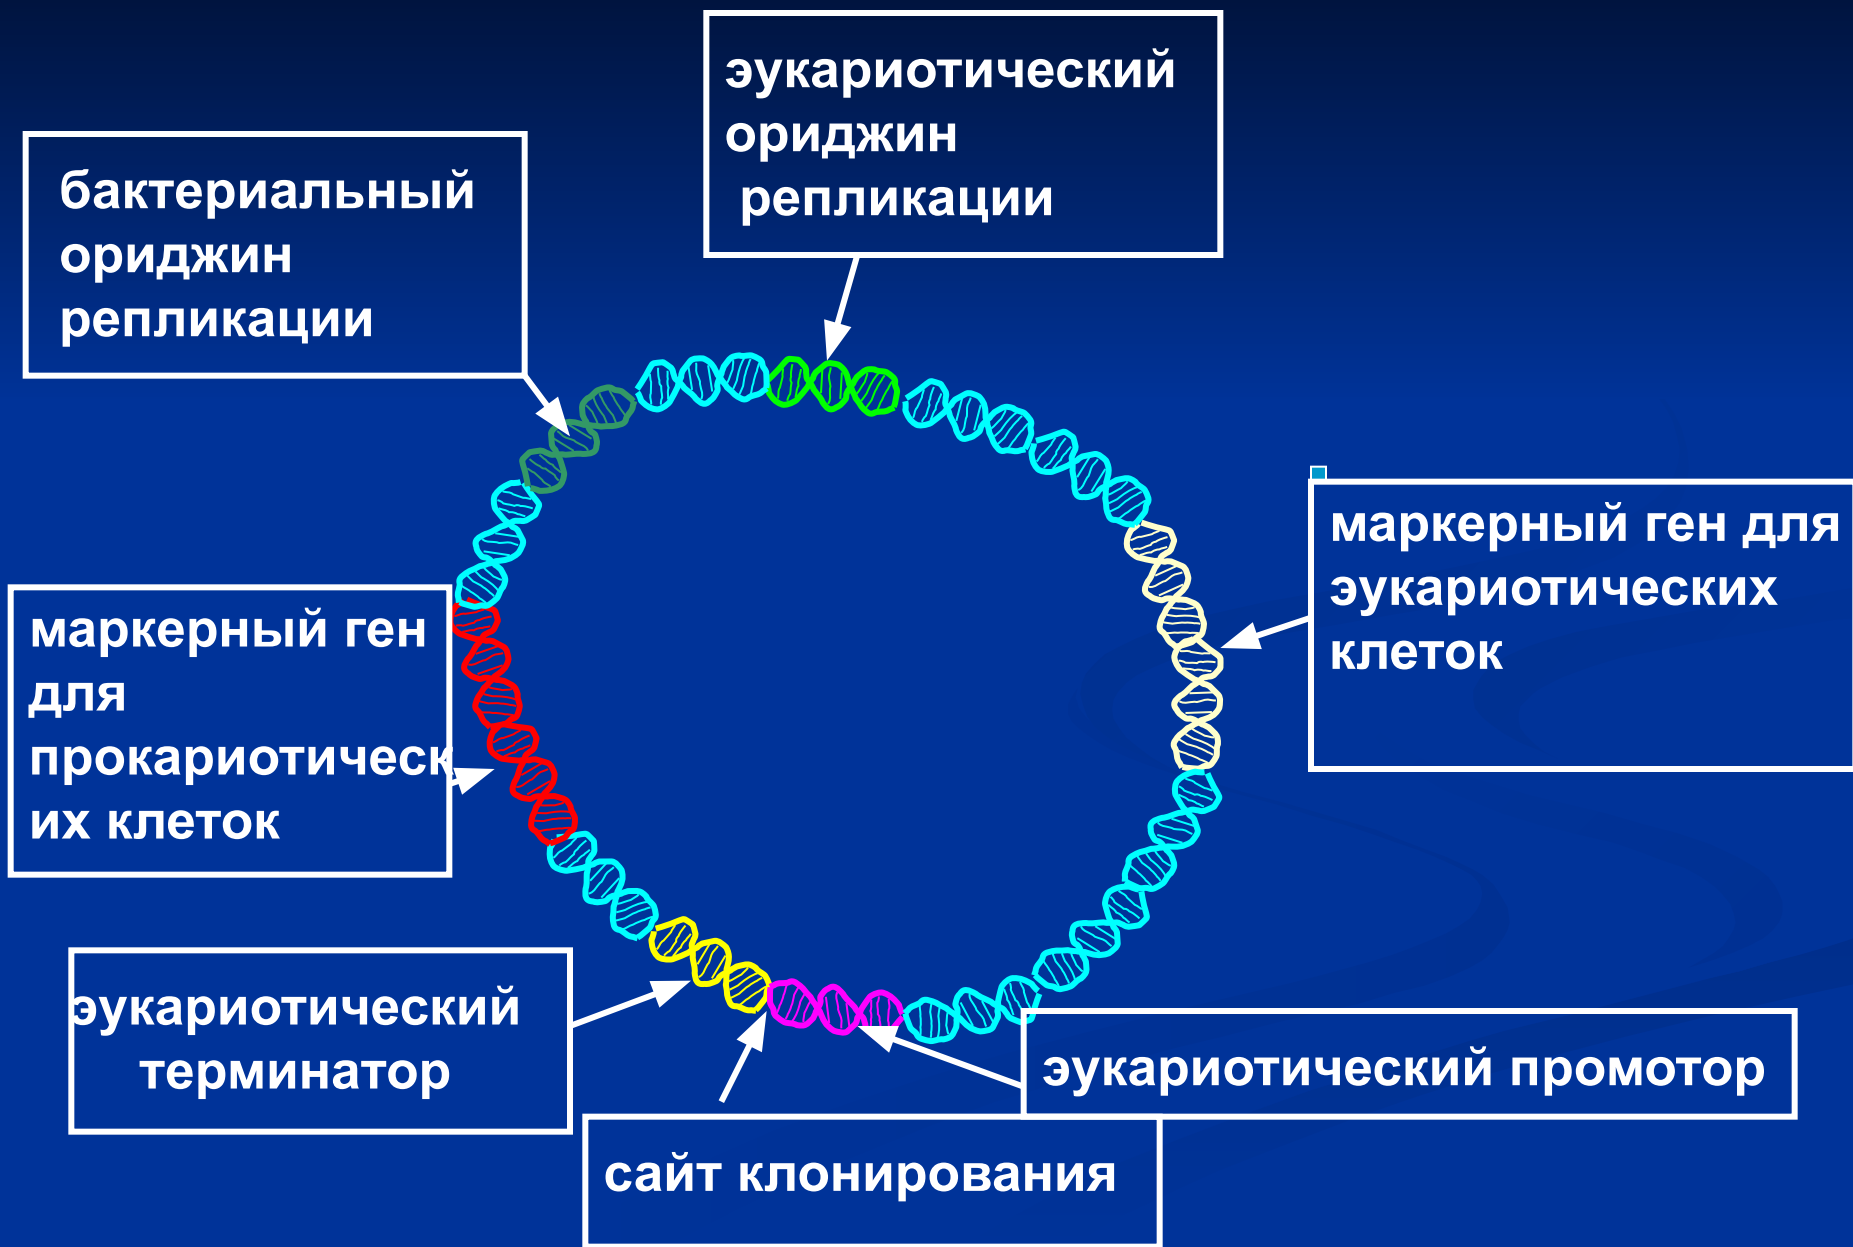 эукариотический
ориджин
репликации
бактериальный
ориджин
репликации
маркерный ген для
эукариотических
клеток
маркерный ген
для
прокариотическ
их клеток
эукариотический
терминатор
эукариотический промотор
сайт клонирования